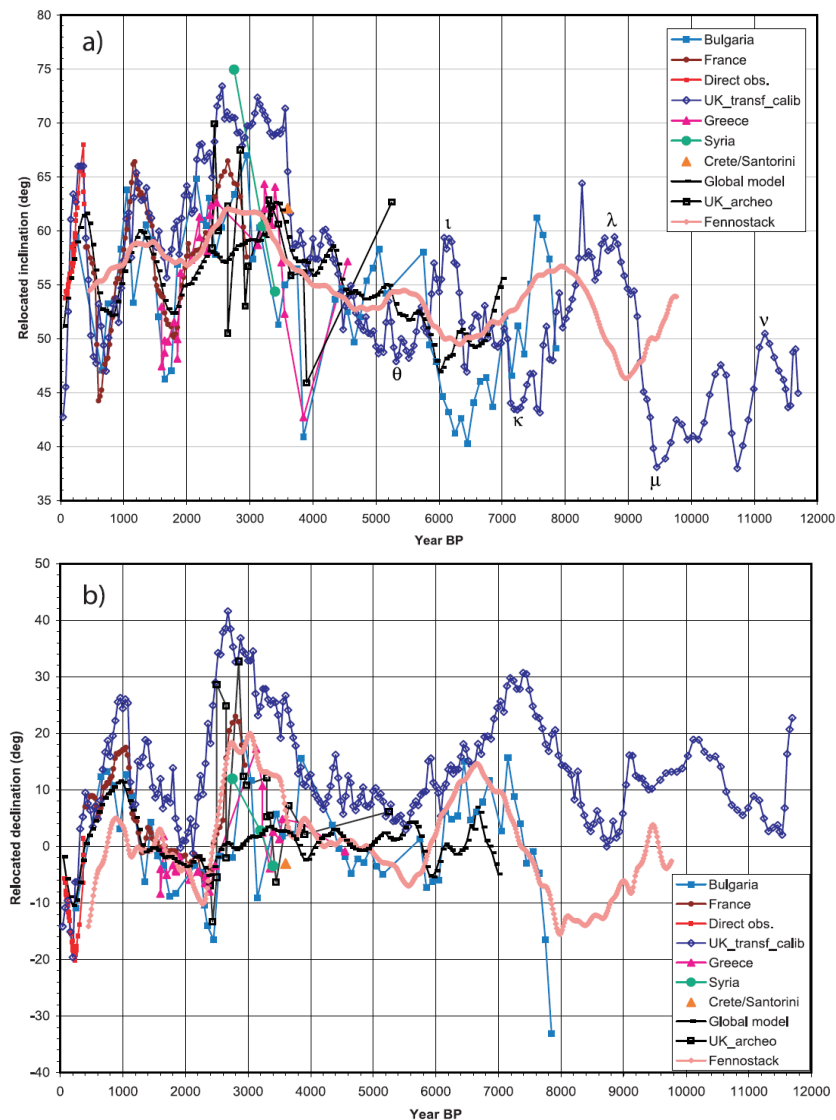 a)
Relocated inclination (deg)
80
75
70
65
60
55
50
45
40
35
Bulgaria
France
Direct obs.
UK_transf_calib
Greece
Syria
Crete/Santorini
Global model
UK_archeo
Fennostack
ι
λ
ν
θ
κ
μ
0 1000 2000 3000 4000 5000 6000 7000 8000 9000 10000 11000 12000
Year BP
b)
Relocated declination (deg)
50
40
30
20
10
0
-10
-20
-30
-40
Bulgaria
France
Direct obs.
UK_transf_calib
Greece
Syria
Crete/Santorini
Global model
UK_archeo
Fennostack
0 1000 2000 3000 4000 5000 6000 7000 8000 9000 10000 11000 12000
Year BP